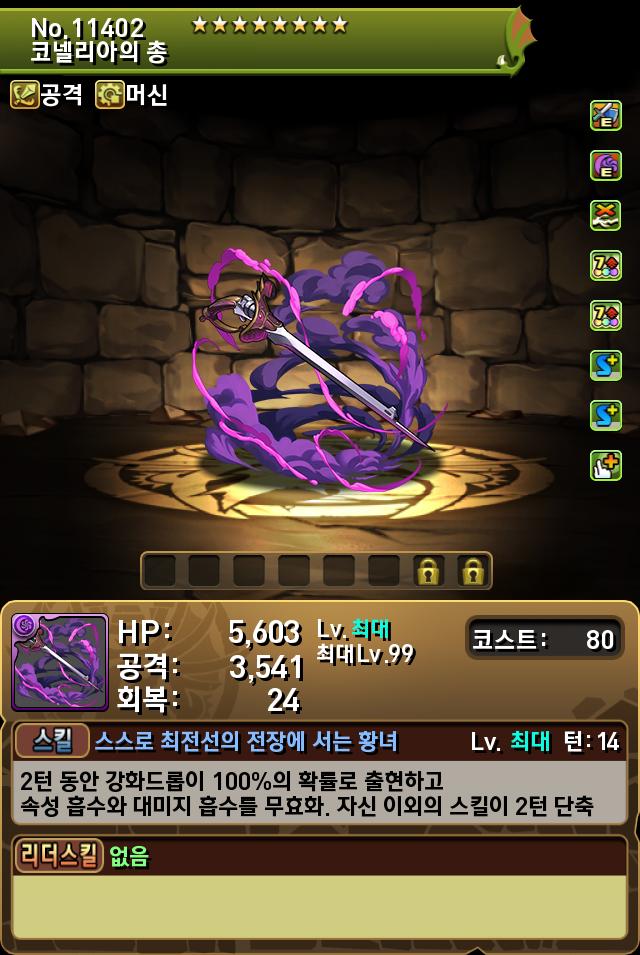 No.11402
코넬리아의 총
공격 머신
HP: 5,603
공격: 3,541
회복: 24
Lv.최대
최대Lv.99
코스트: 80
스킬 스스로 최전선의 전장에 서는 황녀 Lv. 최대 턴:14
2턴 동안 강화드롭이 100%의 확률로 출현하고
속성 흡수와 대미지 흡수를 무효화. 자신 이외의 스킬이 2턴 단축
리더스킬 없음